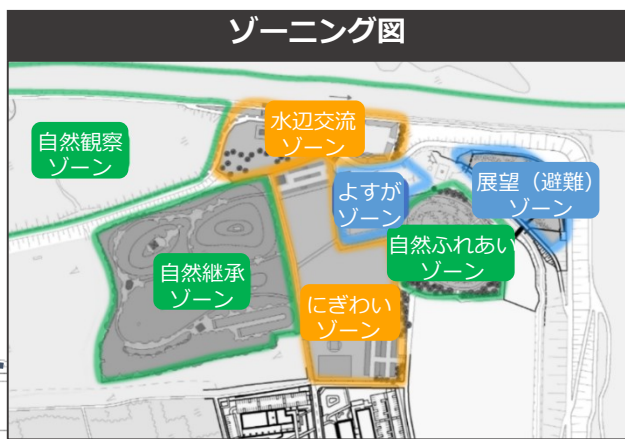 ゾーニング図
水辺交流
ゾーン
自然観察
ゾーン
よすが
ゾーン
展望（避難）
ゾーン
自然ふれあい
ゾーン
自然継承
ゾーン
にぎわい
ゾーン